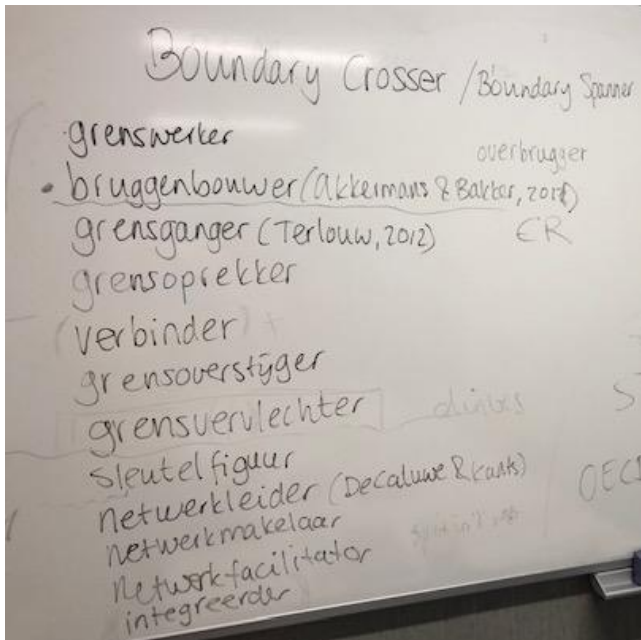 Boundary Crosser / Boundary Spanner
grenswerker
overbrugger
• bruggenbouwer (Akkermans & Bakker, 2011)
grensganger (Terlouw, 2012) ER
grensoprekker
(verbinder) +
grensoverstijger
grensvervlechter
sleutelfiguur
netwerkleider (Decaluwe & Kants)
netwerkmakelaar
netwerkfacilitator
integreerder
S
OECD